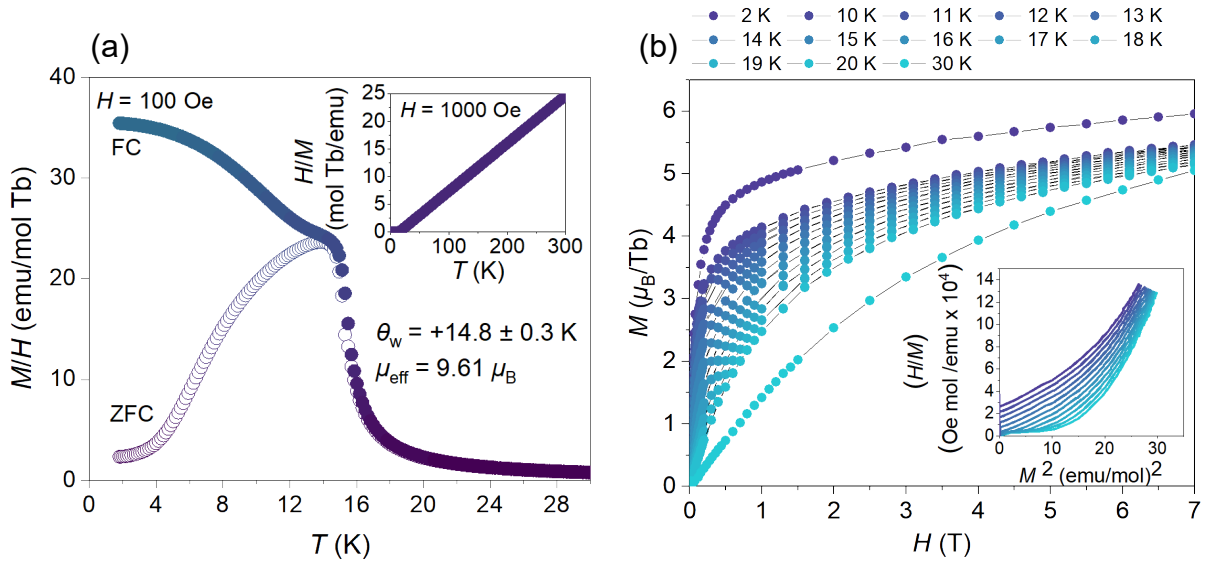 (a)
40
30
20
10
0
M/H (emu/mol Tb)
H = 100 Oe
FC
ZFC
25
20
15
10
5
0
H/M
(mol Tb/emu)
H = 1000 Oe
0 100 200 300
T (K)
θw = +14.8 ± 0.3 K
μeff = 9.61 μB
0 4 8 12 16 20 24 28
T (K)
(b)
2 K 10 K 11 K 12 K 13 K
14 K 15 K 16 K 17 K 18 K
19 K 20 K 30 K
6
5
4
3
2
1
0
M (μB/Tb)
14
12
10
8
6
4
2
0
(H/M)
(Oe mol /emu x 10⁴)
0 10 20 30
M ² (emu/mol)²
0 1 2 3 4 5 6 7
H (T)